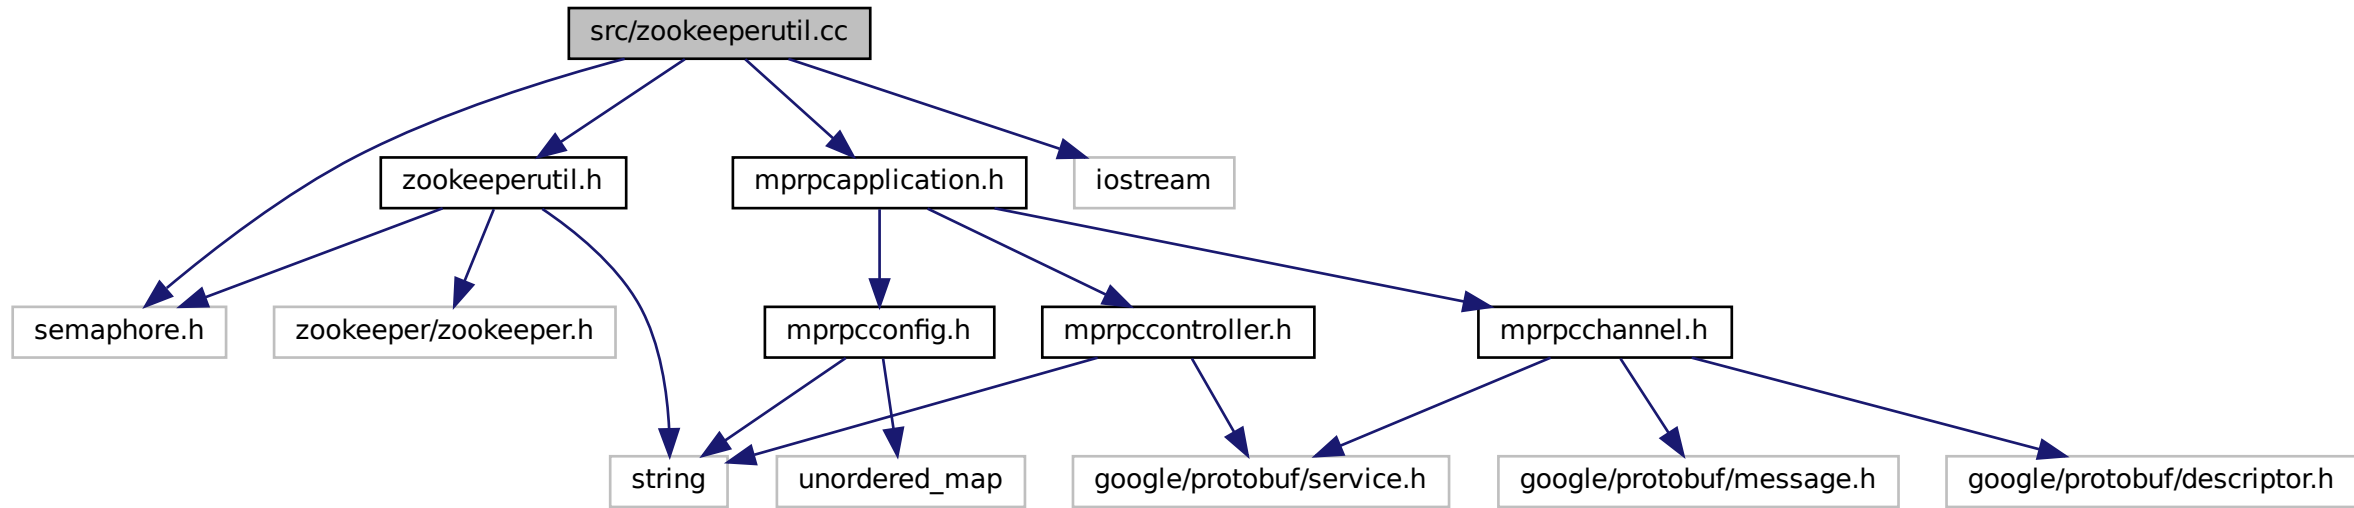 src/zookeeperutil.cc
zookeeperutil.h
mprpcapplication.h
iostream
semaphore.h
zookeeper/zookeeper.h
mprpcconfig.h
mprpccontroller.h
mprpcchannel.h
string
unordered_map
google/protobuf/service.h
google/protobuf/message.h
google/protobuf/descriptor.h